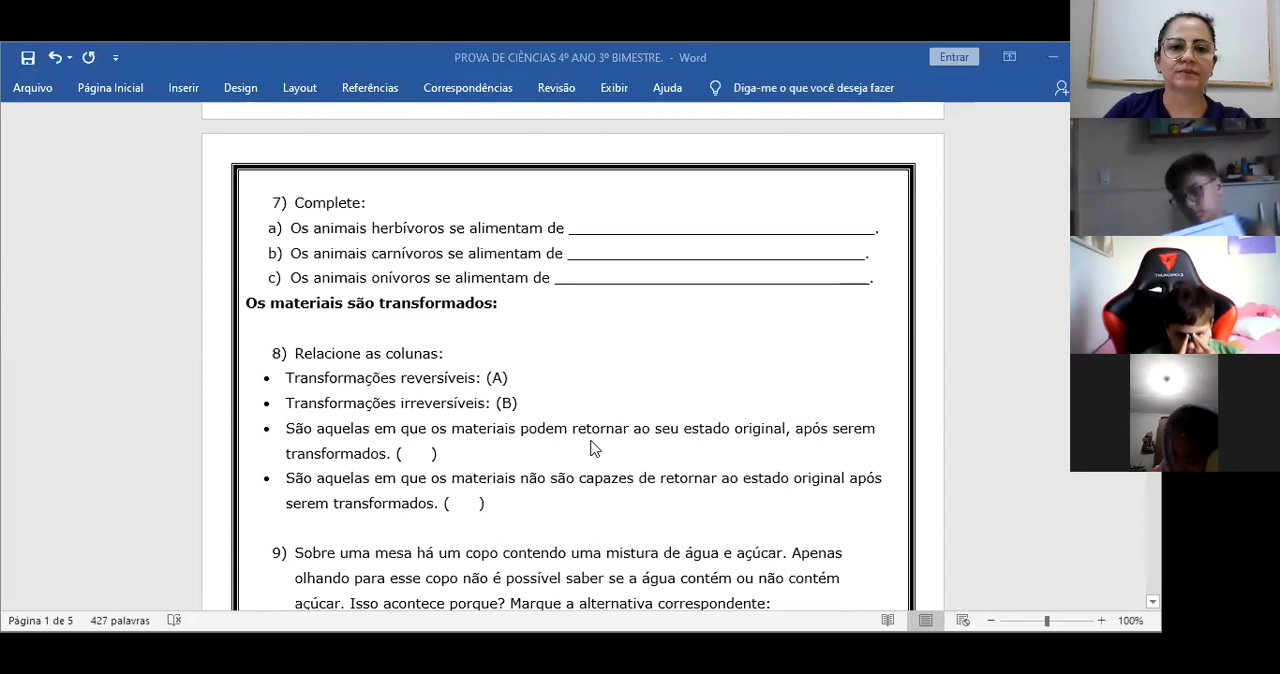 PROVA DE CIÊNCIAS 4º ANO 3º BIMESTRE. - Word
Entrar
Arquivo Página Inicial Inserir Design Layout Referências Correspondências Revisão Exibir Ajuda Diga-me o que você deseja fazer
7) Complete:
a) Os animais herbívoros se alimentam de ___________________________________.
b) Os animais carnívoros se alimentam de __________________________________.
c) Os animais onívoros se alimentam de ____________________________________.
Os materiais são transformados:
8) Relacione as colunas:
• Transformações reversíveis: (A)
• Transformações irreversíveis: (B)
• São aquelas em que os materiais podem retornar ao seu estado original, após serem
transformados. ( )
• São aquelas em que os materiais não são capazes de retornar ao estado original após
serem transformados. ( )
9) Sobre uma mesa há um copo contendo uma mistura de água e açúcar. Apenas
olhando para esse copo não é possível saber se a água contém ou não contém
açúcar. Isso acontece porque? Marque a alternativa correspondente:
Página 1 de 5 427 palavras 100%